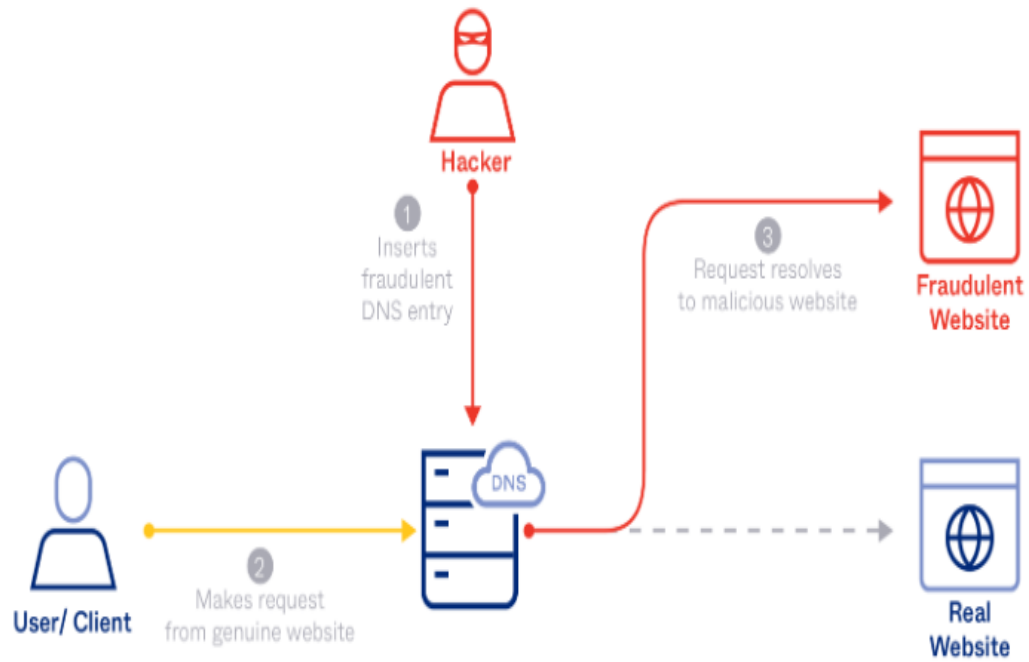 Hacker
1
Inserts
fraudulent
DNS entry
3
Request resolves
to malicious website
Fraudulent
Website
DNS
User/ Client
2
Makes request
from genuine website
Real
Website